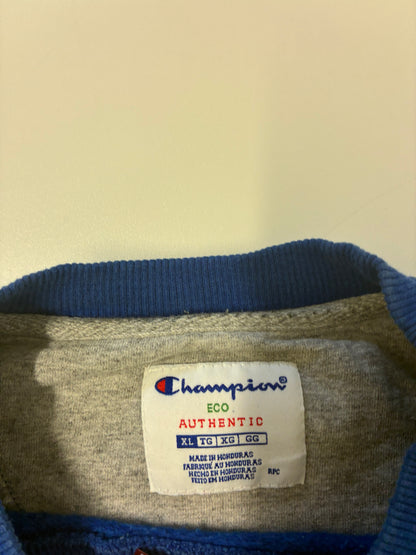 Champion®
ECO.
AUTHENTIC
XL TG XG GG
MADE IN HONDURAS
FABRIQUÉ AU HONDURAS
HECHO EN HONDURAS
FEITO EM HONDURAS
RPC